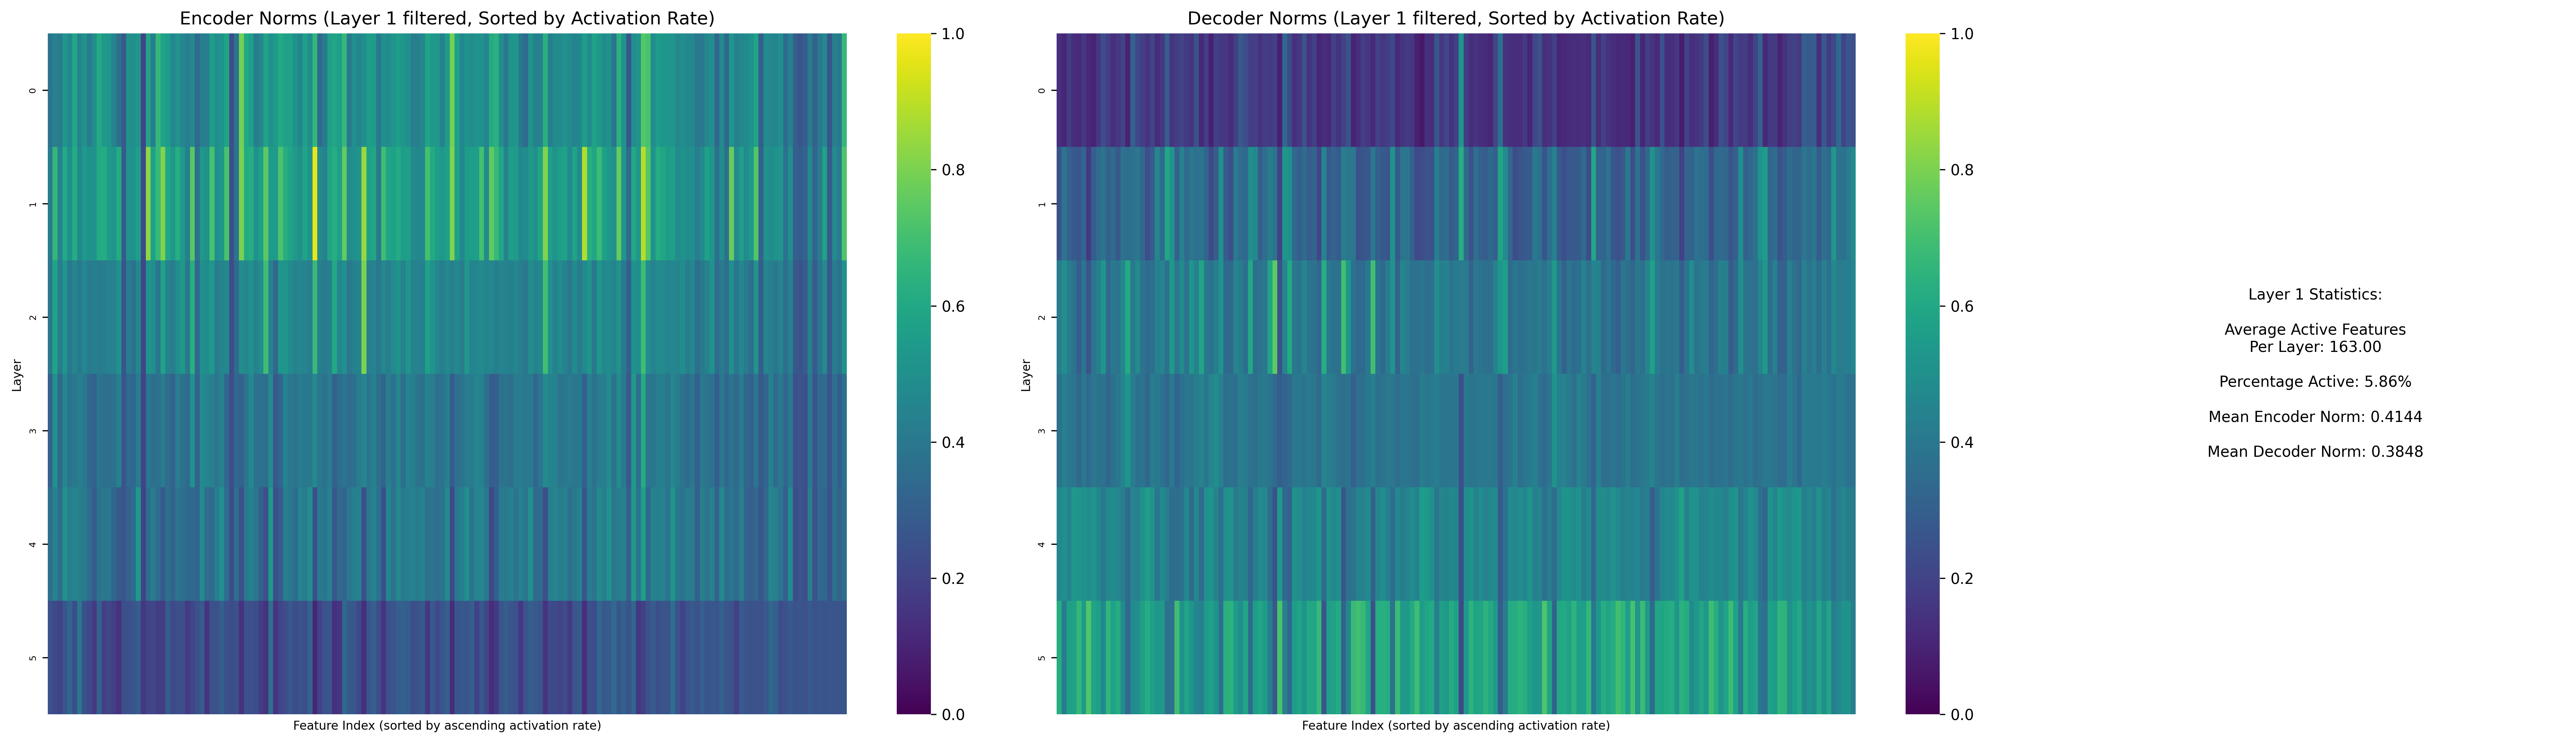 Encoder Norms (Layer 1 filtered, Sorted by Activation Rate)
Layer
0
1
2
3
4
5
Feature Index (sorted by ascending activation rate)
1.0
0.8
0.6
0.4
0.2
0.0
Decoder Norms (Layer 1 filtered, Sorted by Activation Rate)
Layer
0
1
2
3
4
5
Feature Index (sorted by ascending activation rate)
1.0
0.8
0.6
0.4
0.2
0.0
Layer 1 Statistics:
Average Active Features
Per Layer: 163.00
Percentage Active: 5.86%
Mean Encoder Norm: 0.4144
Mean Decoder Norm: 0.3848